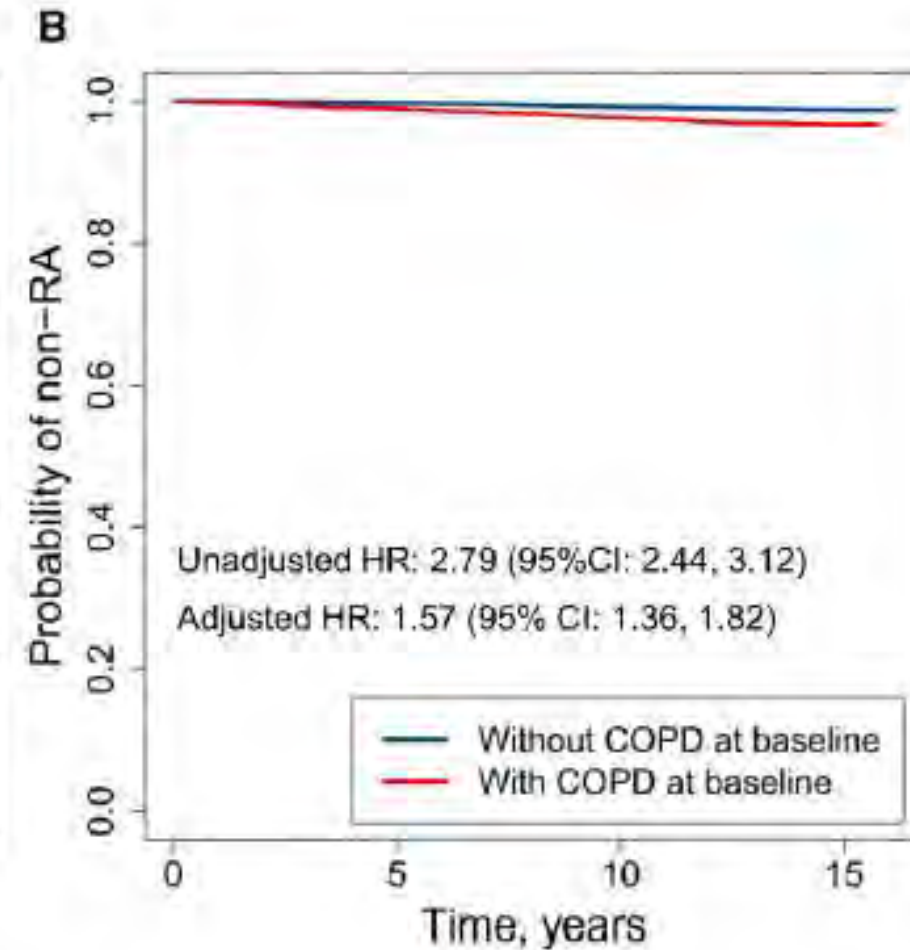 B
1.0
0.8
0.6
0.4
0.2
0.0
Probability of non−RA
Unadjusted HR: 2.79 (95%CI: 2.44, 3.12)
Adjusted HR: 1.57 (95% CI: 1.36, 1.82)
Without COPD at baseline
With COPD at baseline
0 5 10 15
Time, years